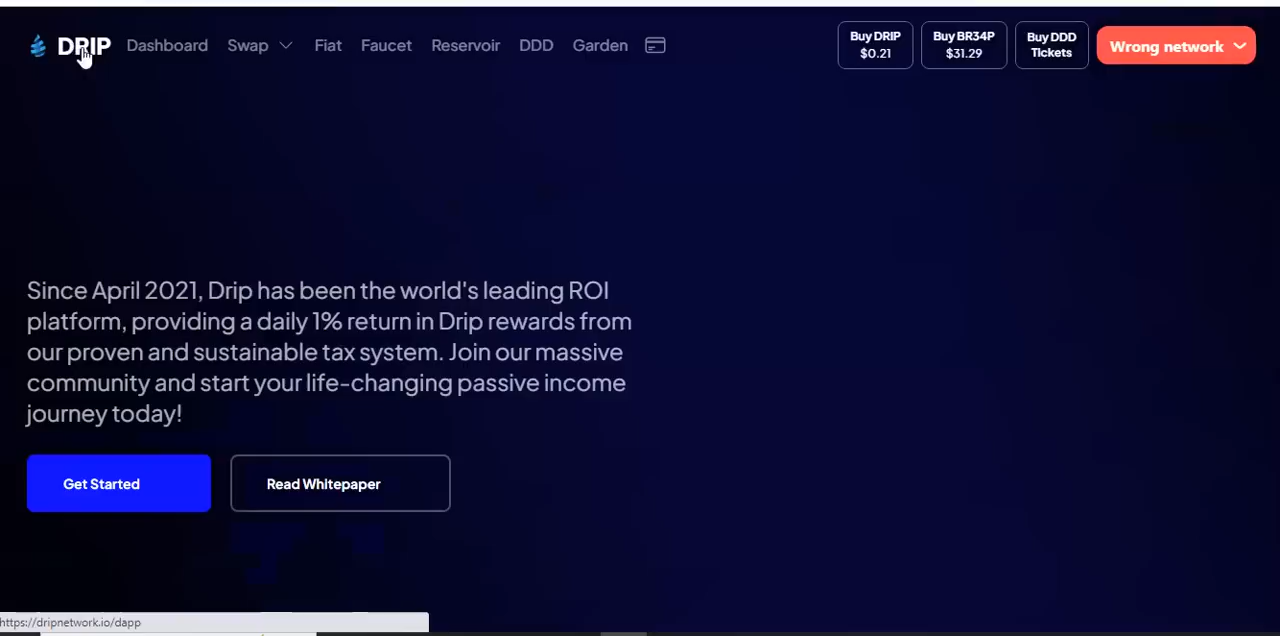 DRIP Dashboard Swap Fiat Faucet Reservoir DDD Garden
Buy DRIP
$0.21
Buy BR34P
$31.29
Buy DDD
Tickets
Wrong network
Since April 2021, Drip has been the world's leading ROI
platform, providing a daily 1% return in Drip rewards from
our proven and sustainable tax system. Join our massive
community and start your life-changing passive income
journey today!
Get Started
Read Whitepaper
https://dripnetwork.io/dapp